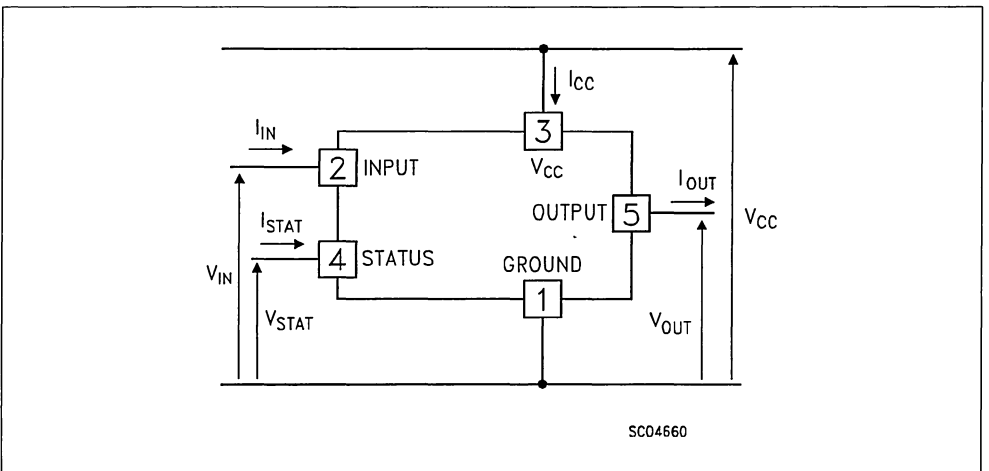 I_CC
3
V_CC
I_IN
2 INPUT
I_STAT
4 STATUS
OUTPUT 5
I_OUT
GROUND
1
V_IN
V_STAT
V_OUT
V_CC
SC04660